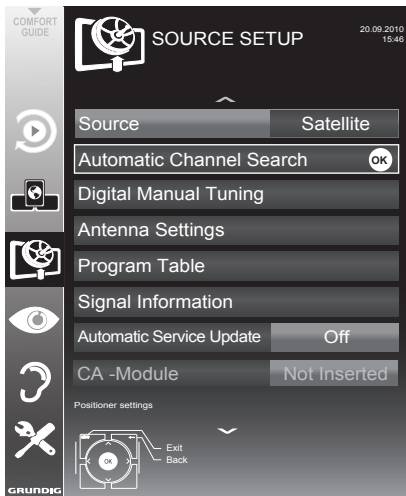 COMFORT
GUIDE
SOURCE SETUP
20.09.2010
15:46
Source Satellite
Automatic Channel Search OK
Digital Manual Tuning
Antenna Settings
Program Table
Signal Information
Automatic Service Update Off
CA -Module Not Inserted
Positioner settings
Exit
OK Back
GRUNDIG